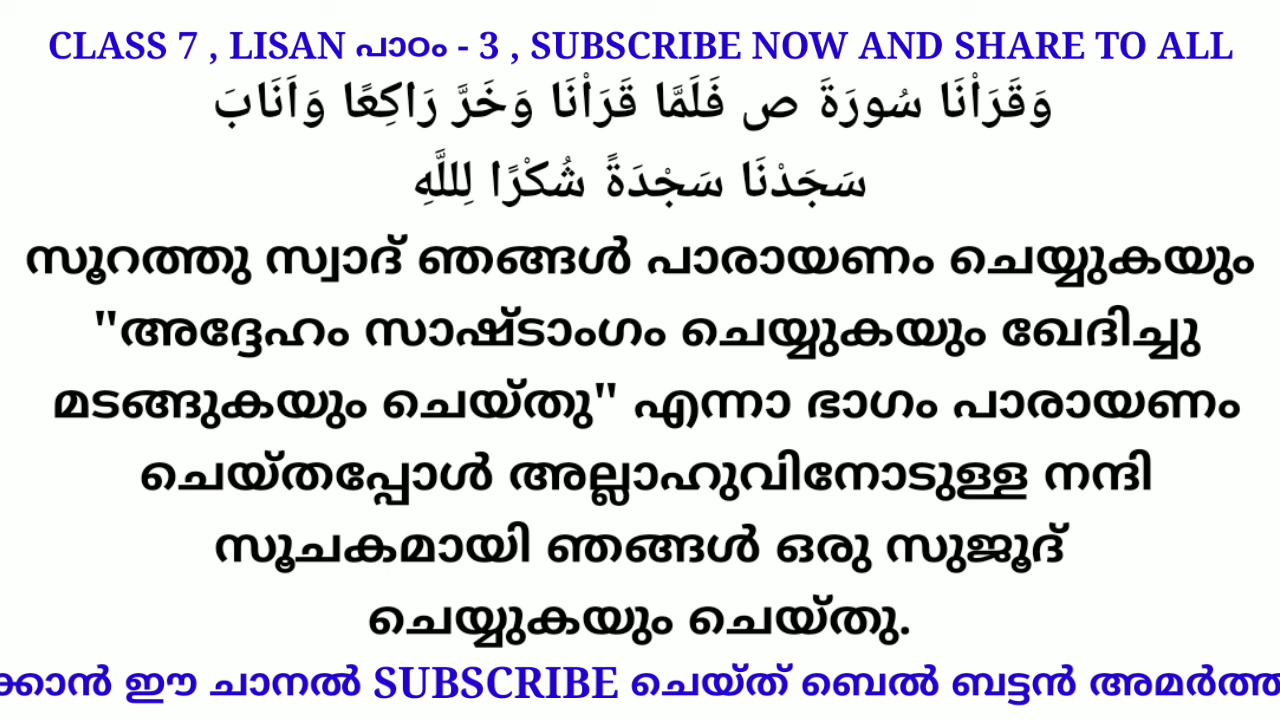 CLASS 7 , LISAN പാഠം - 3 , SUBSCRIBE NOW AND SHARE TO ALL
وَقَرَاْنَا سُورَةَ ص فَلَمَّا قَرَاْنَا وَخَرَّ رَاكِعًا وَاَنَابَ
سَجَدْنَا سَجْدَةً شُكْرًا لِللَّهِ
സൂറത്തു സ്വാദ് ഞങ്ങൾ പാരായണം ചെയ്യുകയും
"അദ്ദേഹം സാഷ്ടാംഗം ചെയ്യുകയും ഖേദിച്ചു
മടങ്ങുകയും ചെയ്തു" എന്നാ ഭാഗം പാരായണം
ചെയ്തപ്പോൾ അല്ലാഹുവിനോടുള്ള നന്ദി
സൂചകമായി ഞങ്ങൾ ഒരു സുജൂദ്
ചെയ്യുകയും ചെയ്തു.
ക്കാൻ ഈ ചാനൽ SUBSCRIBE ചെയ്ത് ബെൽ ബട്ടൻ അമർത്ത